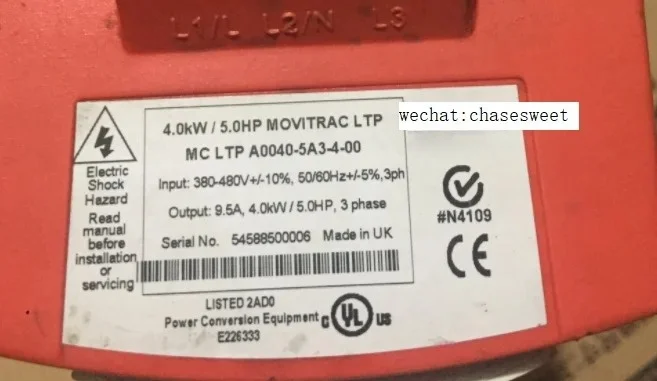 L1/L L2/N L3
4.0kW / 5.0HP MOVITRAC LTP
MC LTP A0040-5A3-4-00
Input: 380-480V+/-10%, 50/60Hz+/-5%,3ph
Output: 9.5A, 4.0kW / 5.0HP, 3 phase
Serial No. 54588500006 Made in UK
Electric
Shock
Hazard
Read
manual
before
installation
or
servicing
wechat:chasesweet
#N4109
CE
LISTED 2AD0
Power Conversion Equipment
E226333
c UL us